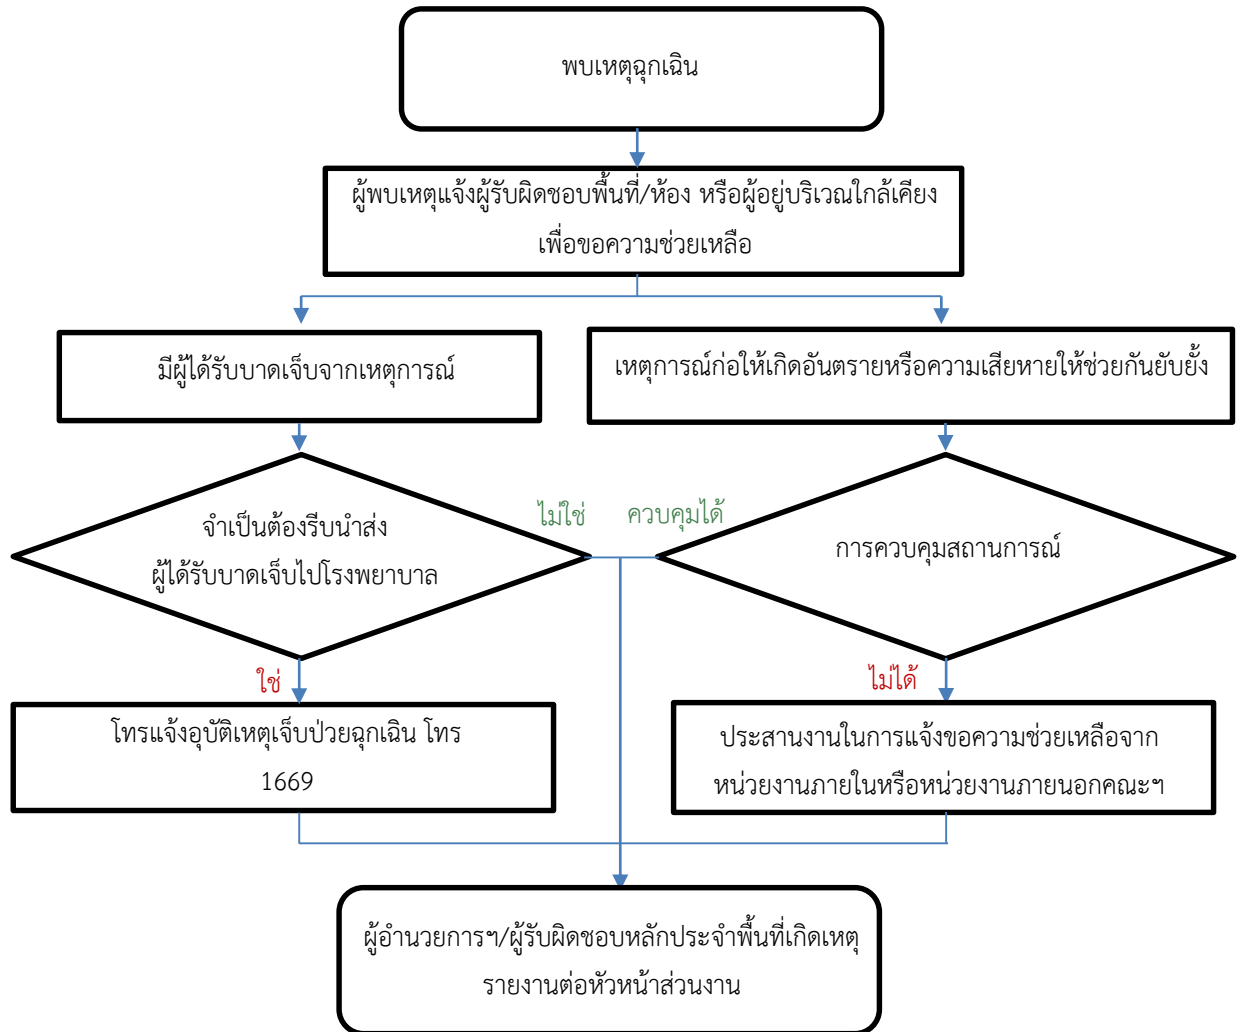 พบเหตุฉุกเฉิน
ผู้พบเหตุแจ้งผู้รับผิดชอบพื้นที่/ห้อง หรือผู้อยู่บริเวณใกล้เคียง
เพื่อขอความช่วยเหลือ
มีผู้ได้รับบาดเจ็บจากเหตุการณ์
เหตุการณ์ก่อให้เกิดอันตรายหรือความเสียหายให้ช่วยกันยับยั้ง
จำเป็นต้องรีบนำส่ง
ผู้ได้รับบาดเจ็บไปโรงพยาบาล
ไม่ใช่
ควบคุมได้
การควบคุมสถานการณ์
ใช่
ไม่ได้
โทรแจ้งอุบัติเหตุเจ็บป่วยฉุกเฉิน โทร
1669
ประสานงานในการแจ้งขอความช่วยเหลือจาก
หน่วยงานภายในหรือหน่วยงานภายนอกคณะฯ
ผู้อำนวยการฯ/ผู้รับผิดชอบหลักประจำพื้นที่เกิดเหตุ
รายงานต่อหัวหน้าส่วนงาน